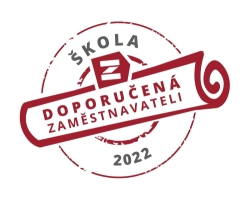 ŠKOLA
DOPORUČENÁ
ZAMĚSTNAVATELI
2022